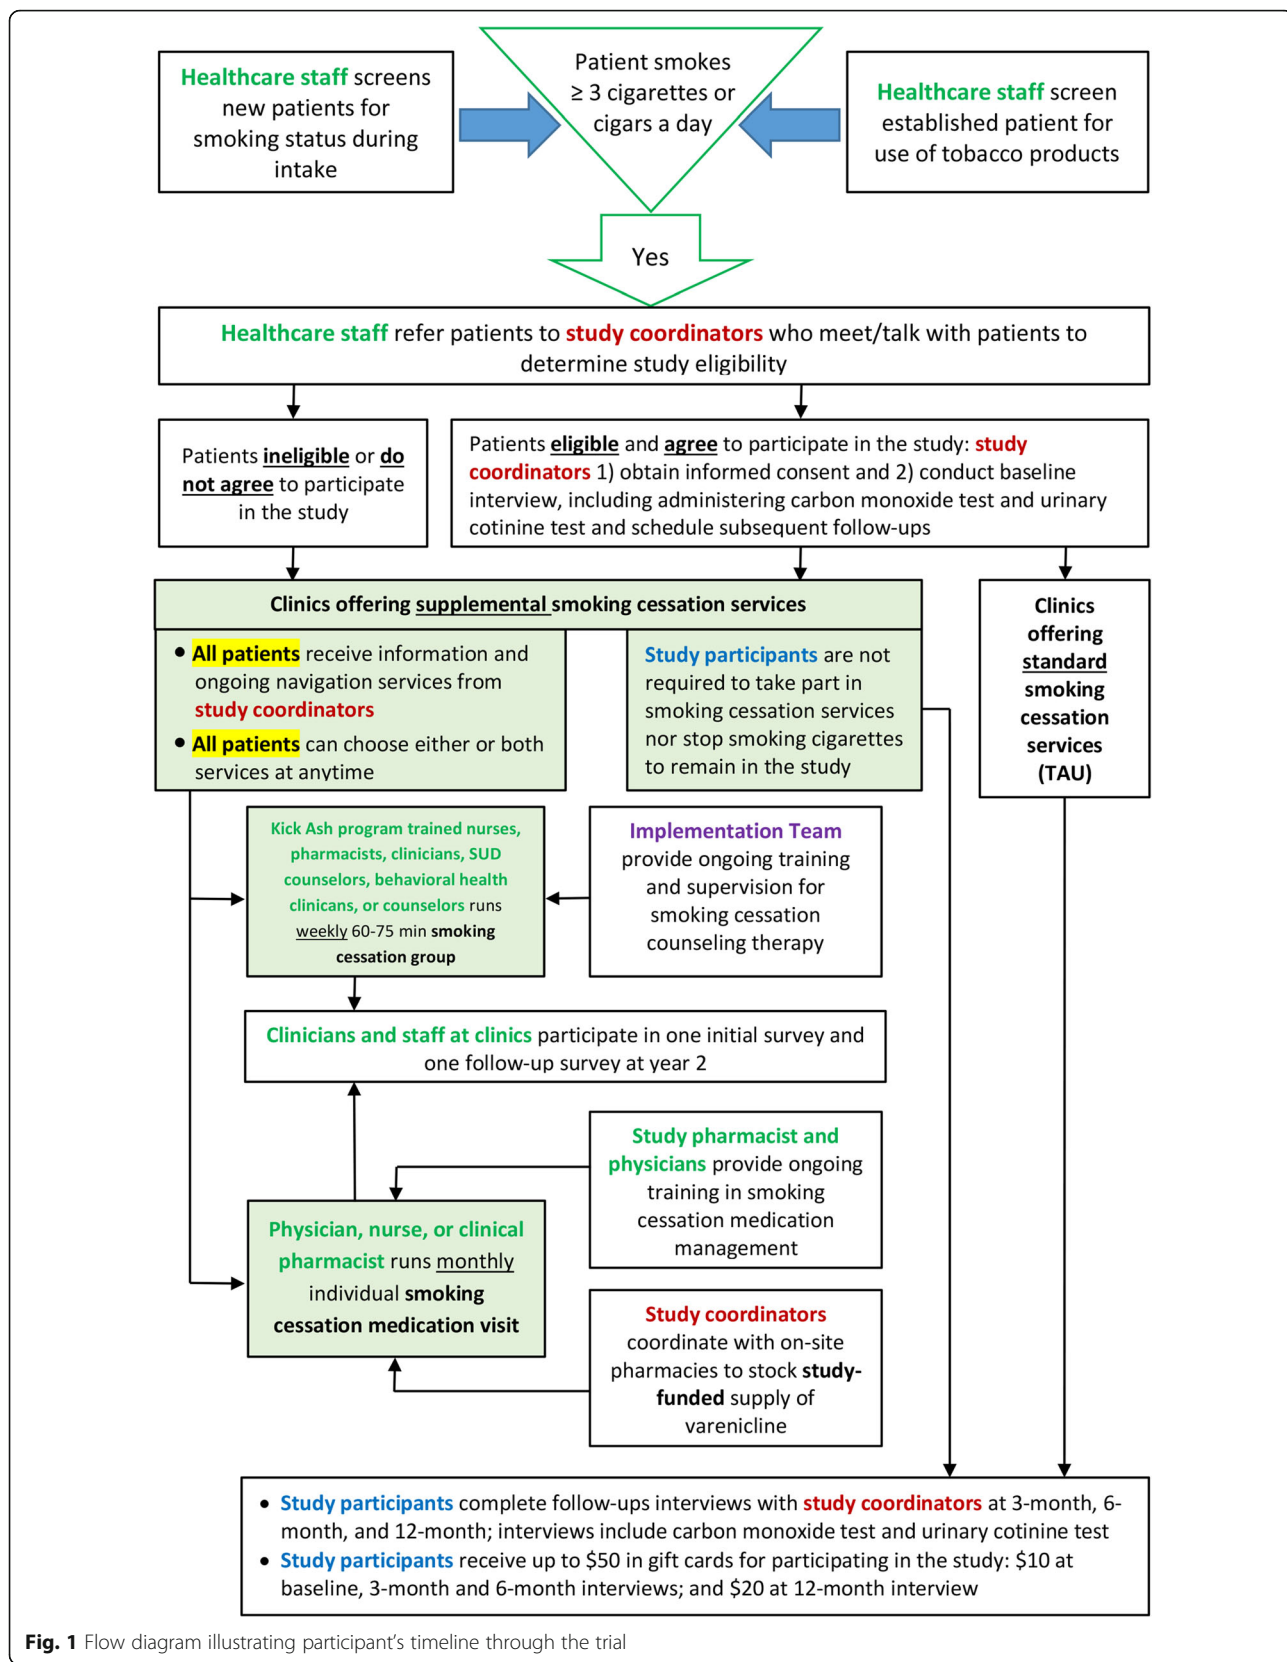 Healthcare staff screens
new patients for
smoking status during
intake
Patient smokes
≥ 3 cigarettes or
cigars a day
Healthcare staff screen
established patient for
use of tobacco products
Yes
Healthcare staff refer patients to study coordinators who meet/talk with patients to
determine study eligibility
Patients ineligible or do
not agree to participate
in the study
Patients eligible and agree to participate in the study: study
coordinators 1) obtain informed consent and 2) conduct baseline
interview, including administering carbon monoxide test and urinary
cotinine test and schedule subsequent follow-ups
Clinics offering supplemental smoking cessation services
• All patients receive information and
ongoing navigation services from
study coordinators
• All patients can choose either or both
services at anytime
Study participants are not
required to take part in
smoking cessation services
nor stop smoking cigarettes
to remain in the study
Clinics
offering
standard
smoking
cessation
services
(TAU)
Kick Ash program trained nurses,
pharmacists, clinicians, SUD
counselors, behavioral health
clinicans, or counselors runs
weekly 60-75 min smoking
cessation group
Implementation Team
provide ongoing training
and supervision for
smoking cessation
counseling therapy
Clinicians and staff at clinics participate in one initial survey and
one follow-up survey at year 2
Study pharmacist and
physicians provide ongoing
training in smoking
cessation medication
management
Physician, nurse, or clinical
pharmacist runs monthly
individual smoking
cessation medication visit
Study coordinators
coordinate with on-site
pharmacies to stock study-
funded supply of
varenicline
• Study participants complete follow-ups interviews with study coordinators at 3-month, 6-
month, and 12-month; interviews include carbon monoxide test and urinary cotinine test
• Study participants receive up to $50 in gift cards for participating in the study: $10 at
baseline, 3-month and 6-month interviews; and $20 at 12-month interview
Fig. 1 Flow diagram illustrating participant's timeline through the trial